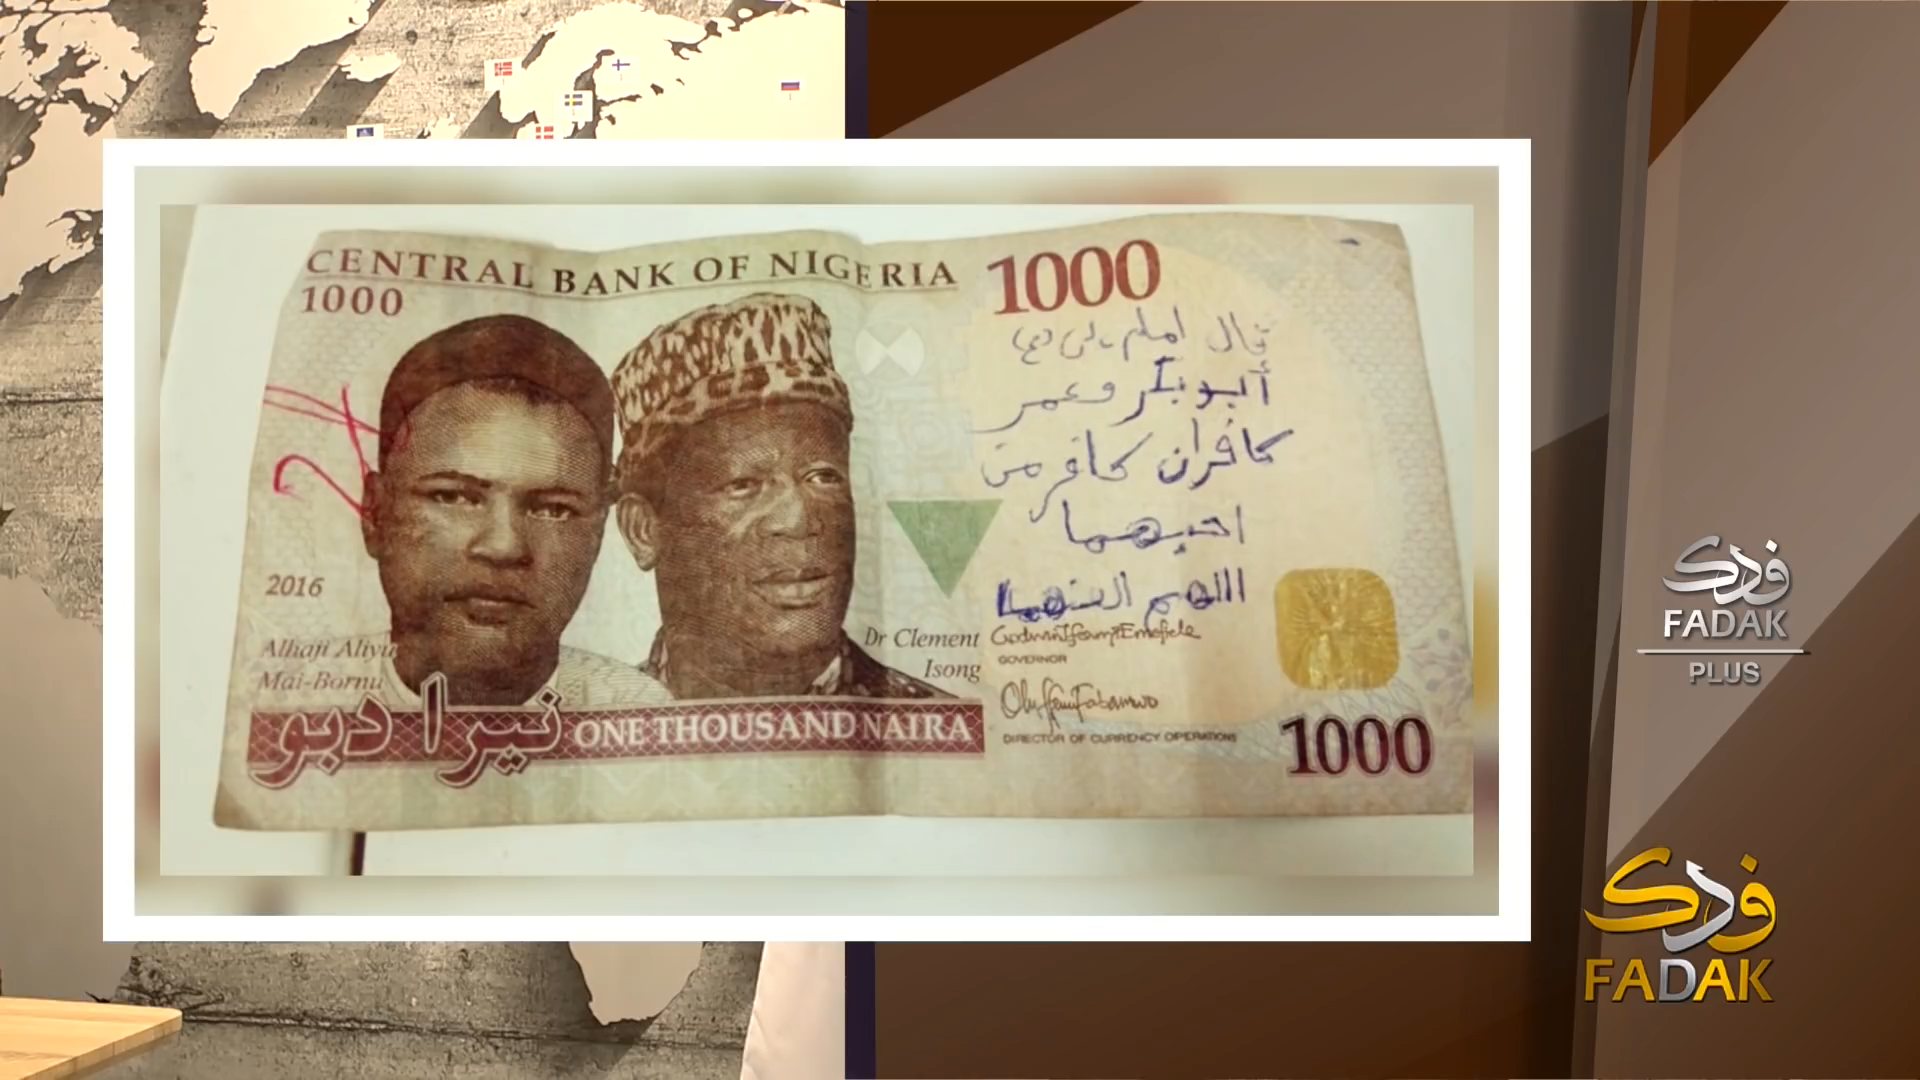 CENTRAL BANK OF NIGERIA
1000
1000
قال امام
أبو بكر وعمر
كافران كافر من
احبهما
اللهم العنهما
2016
Alhaji Aliyu
Mai-Bornu
Dr Clement
Isong
GOVERNOR
DIRECTOR OF CURRENCY OPERATIONS
نيرا دبو
ONE THOUSAND NAIRA
1000
فدك
FADAK
PLUS
فدك
FADAK